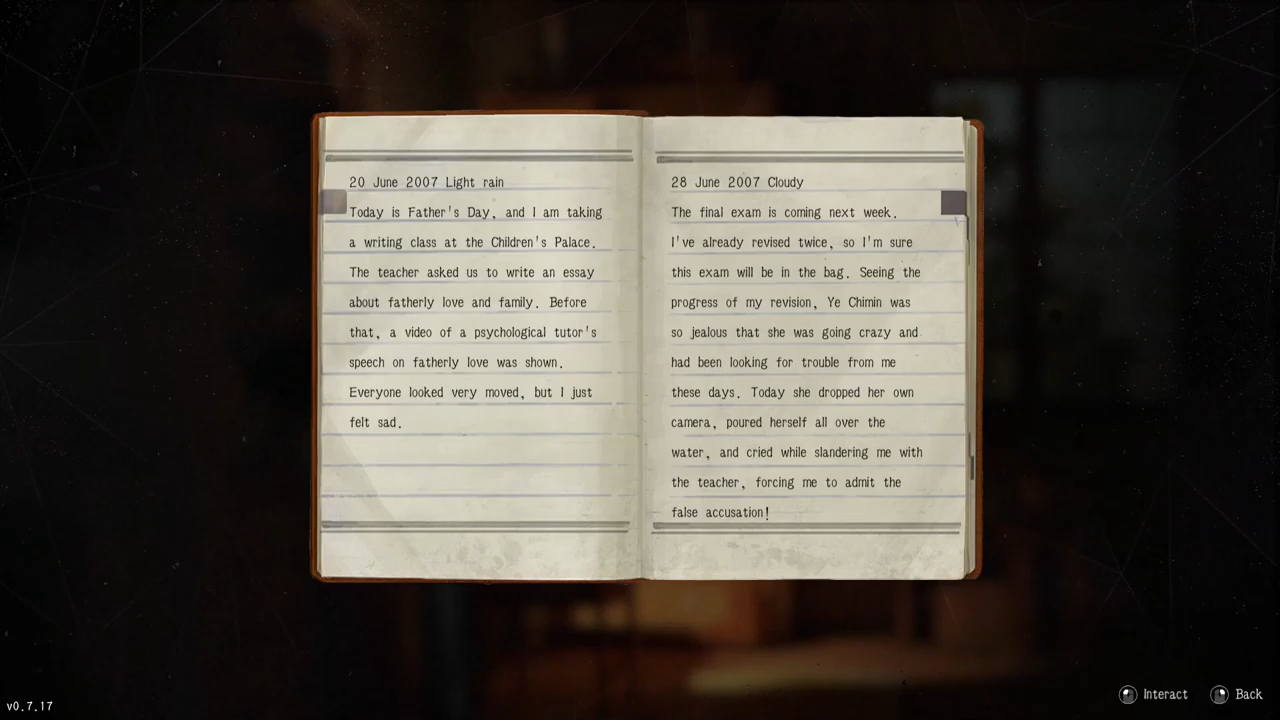 20 June 2007 Light rain
Today is Father's Day, and I am taking
a writing class at the Children's Palace.
The teacher asked us to write an essay
about fatherly love and family. Before
that, a video of a psychological tutor's
speech on fatherly love was shown.
Everyone looked very moved, but I just
felt sad.
28 June 2007 Cloudy
The final exam is coming next week.
I've already revised twice, so I'm sure
this exam will be in the bag. Seeing the
progress of my revision, Ye Chimin was
so jealous that she was going crazy and
had been looking for trouble from me
these days. Today she dropped her own
camera, poured herself all over the
water, and cried while slandering me with
the teacher, forcing me to admit the
false accusation!
Interact
Back
v0.7.17